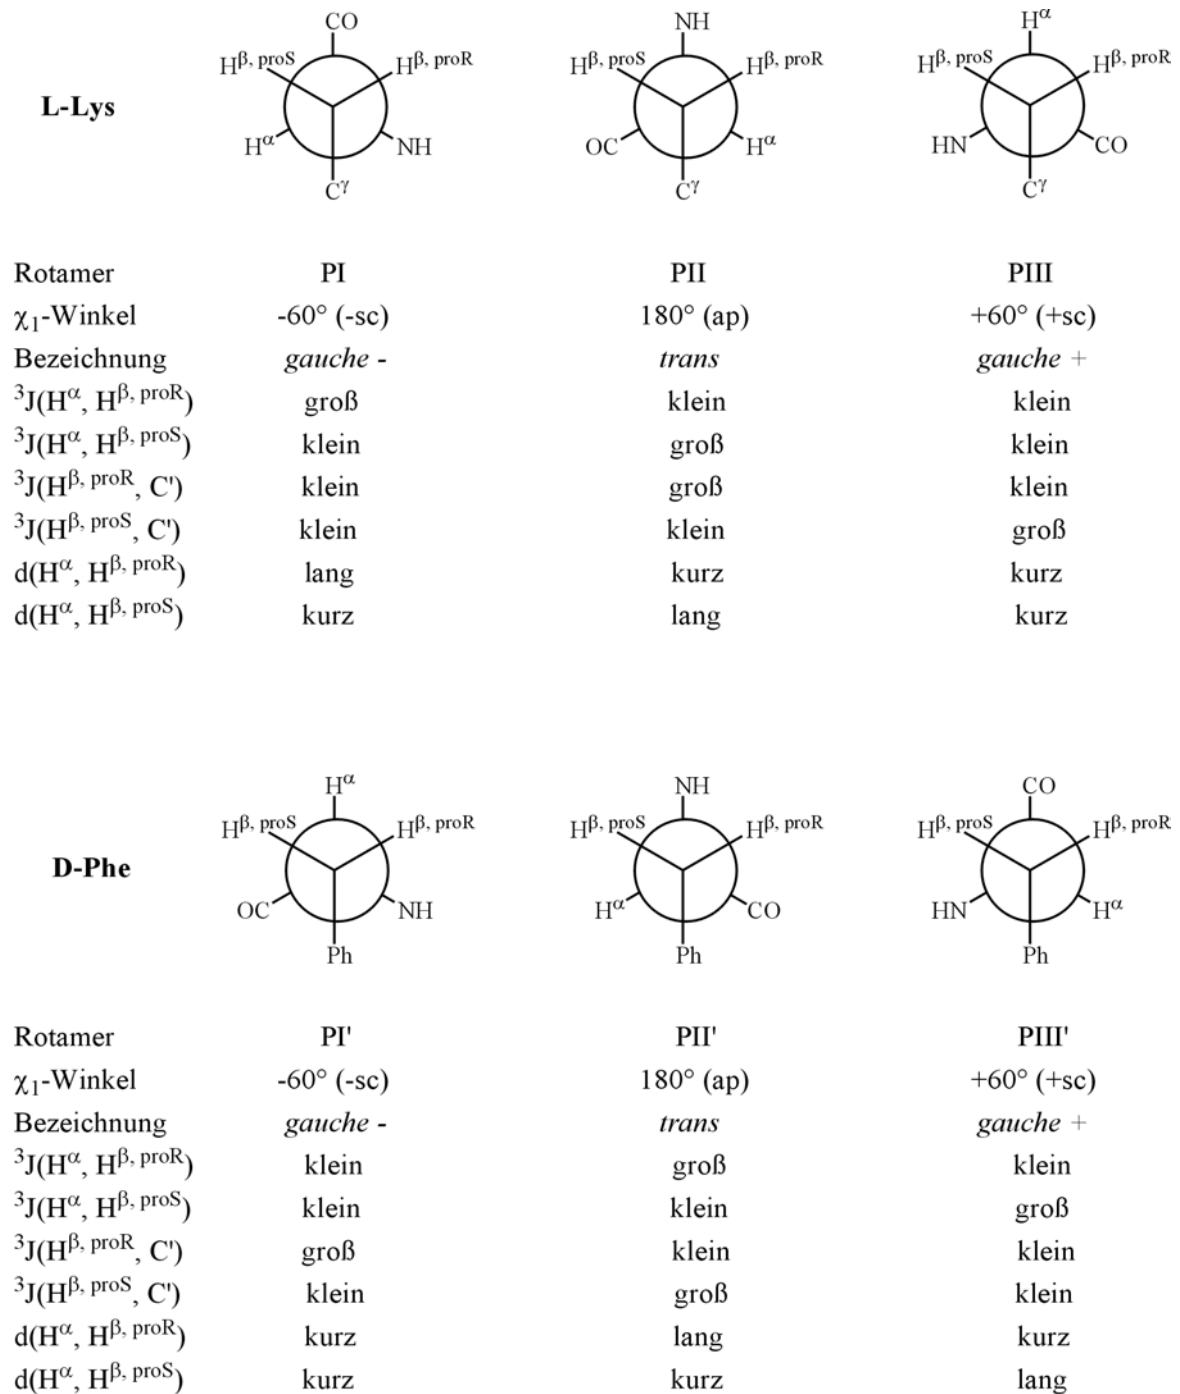 CO NH H^α
H^β, proS H^β, proR H^β, proS H^β, proR H^β, proS H^β, proR
L-Lys
H^α NH OC H^α HN CO
C^γ C^γ C^γ
Rotamer PI PII PIII
χ₁-Winkel -60° (-sc) 180° (ap) +60° (+sc)
Bezeichnung gauche - trans gauche +
³J(H^α, H^β, proR) groß klein klein
³J(H^α, H^β, proS) klein groß klein
³J(H^β, proR, C') klein groß klein
³J(H^β, proS, C') klein klein groß
d(H^α, H^β, proR) lang kurz kurz
d(H^α, H^β, proS) kurz lang kurz
H^α NH CO
H^β, proS H^β, proR H^β, proS H^β, proR H^β, proS H^β, proR
D-Phe
OC NH H^α CO HN H^α
Ph Ph Ph
Rotamer PI' PII' PIII'
χ₁-Winkel -60° (-sc) 180° (ap) +60° (+sc)
Bezeichnung gauche - trans gauche +
³J(H^α, H^β, proR) klein groß klein
³J(H^α, H^β, proS) klein klein groß
³J(H^β, proR, C') groß klein klein
³J(H^β, proS, C') klein groß klein
d(H^α, H^β, proR) kurz lang kurz
d(H^α, H^β, proS) kurz kurz lang